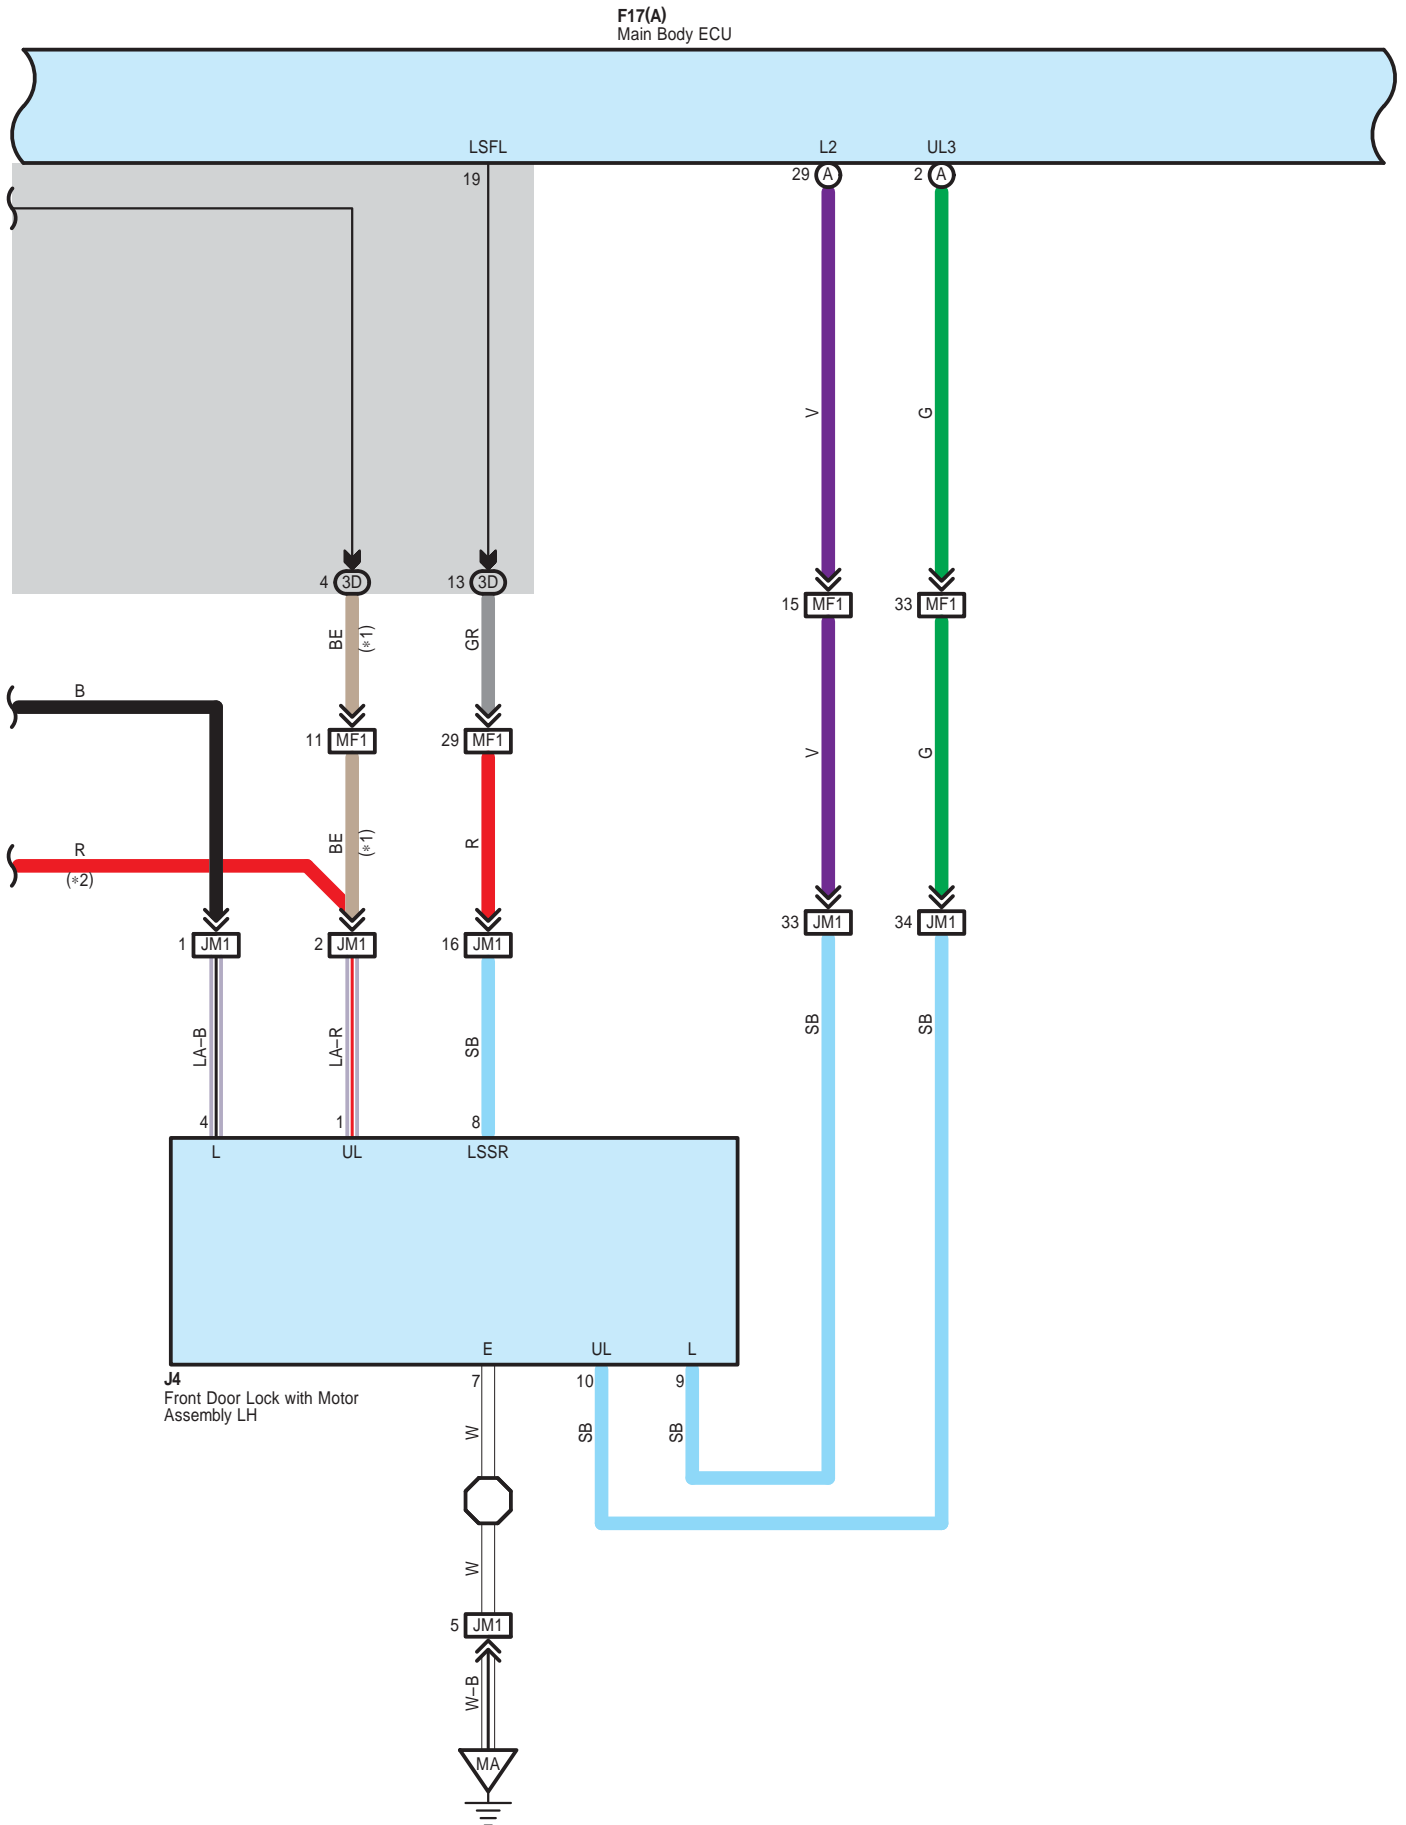 F17(A)
Main Body ECU
LSFL
L2
UL3
19
29 A
2 A
V
G
4 3D
13 3D
15 MF1
33 MF1
BE
(*1)
GR
B
11 MF1
29 MF1
V
G
BE
(*1)
R
R
(*2)
33 JM1
34 JM1
1 JM1
2 JM1
16 JM1
SB
SB
LA-B
LA-R
SB
4
1
8
L
UL
LSSR
E
UL
L
J4
Front Door Lock with Motor
Assembly LH
7
10
9
W
SB
SB
W
5 JM1
W-B
MA